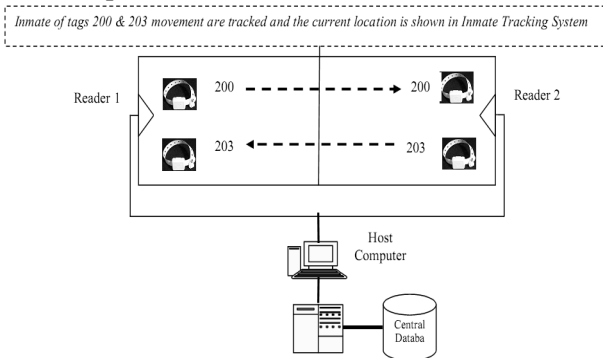 Inmate of tags 200 & 203 movement are tracked and the current location is shown in Inmate Tracking System
Reader 1
200
200
Reader 2
203
203
Host
Computer
Central
Databa